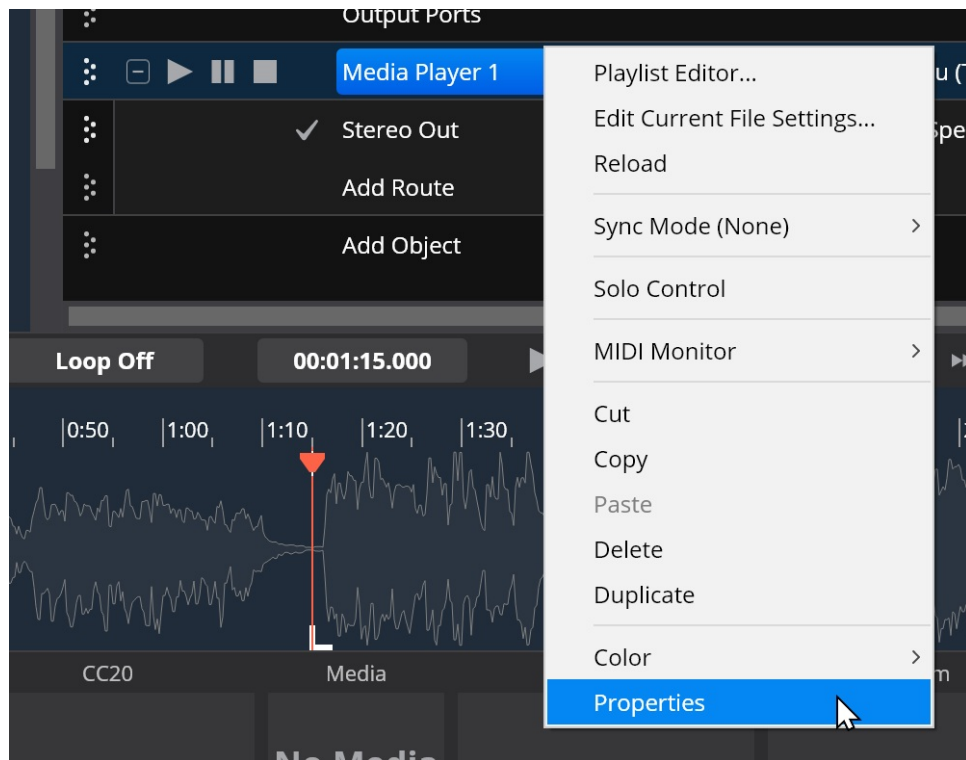 Output Ports
Media Player 1
Stereo Out
Add Route
Add Object
Playlist Editor...
Edit Current File Settings...
Reload
Sync Mode (None)
Solo Control
MIDI Monitor
Cut
Copy
Paste
Delete
Duplicate
Color
Properties
Loop Off
00:01:15.000
0:50 1:00 1:10 1:20 1:30
CC20
Media
No Media